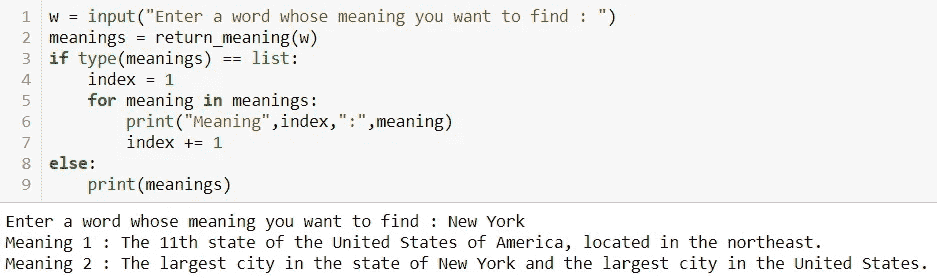 1 w = input("Enter a word whose meaning you want to find : ")
2 meanings = return_meaning(w)
3 if type(meanings) == list:
4     index = 1
5     for meaning in meanings:
6         print("Meaning",index,":",meaning)
7         index += 1
8 else:
9     print(meanings)
Enter a word whose meaning you want to find : New York
Meaning 1 : The 11th state of the United States of America, located in the northeast.
Meaning 2 : The largest city in the state of New York and the largest city in the United States.